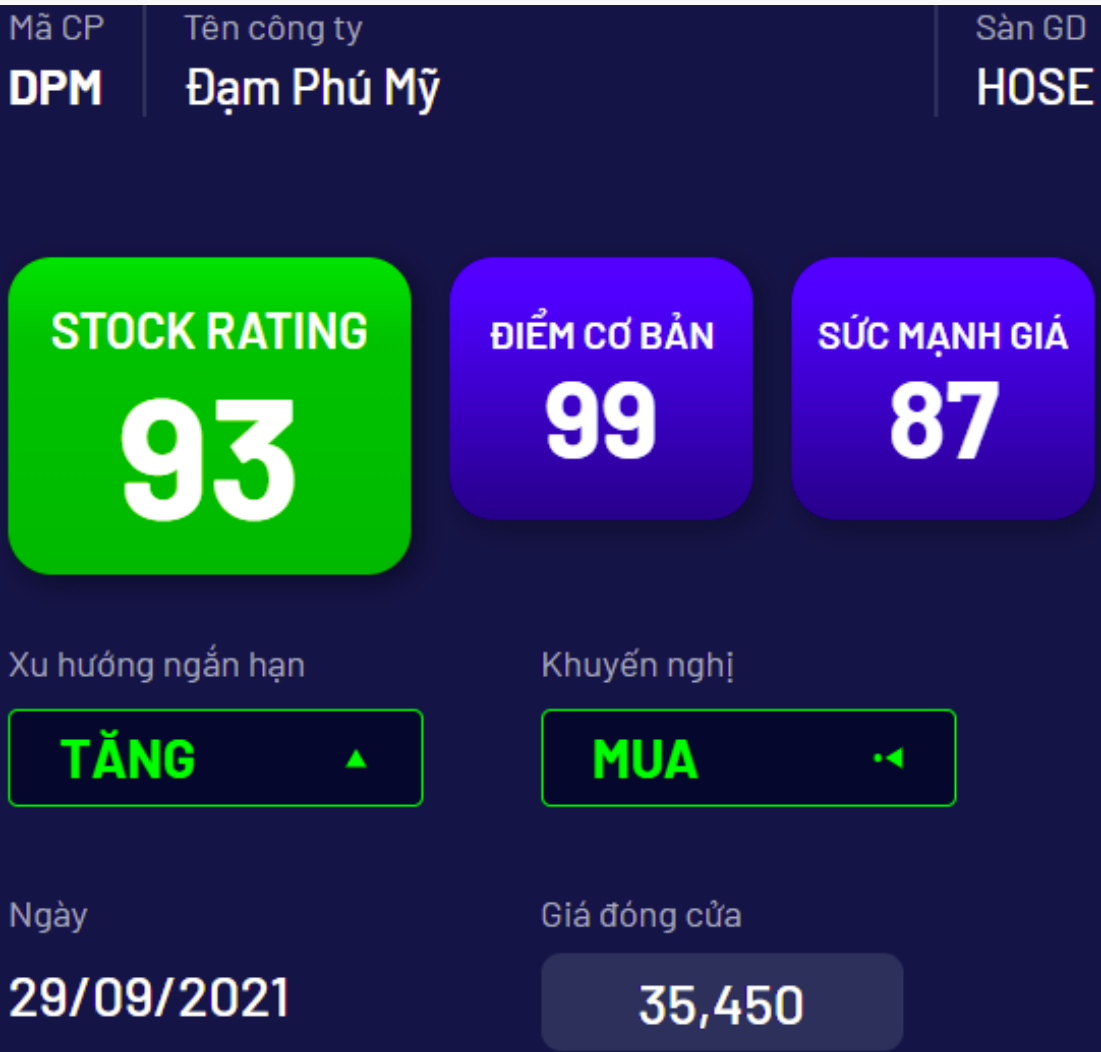 Mã CP Tên công ty Sàn GD
DPM Đạm Phú Mỹ HOSE
STOCK RATING ĐIỂM CƠ BẢN SỨC MẠNH GIÁ
93 99 87
Xu hướng ngắn hạn Khuyến nghị
TĂNG MUA
Ngày Giá đóng cửa
29/09/2021 35,450